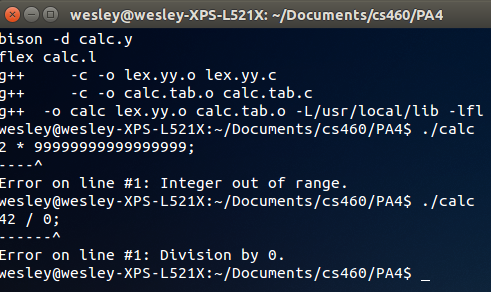 wesley@wesley-XPS-L521X: ~/Documents/cs460/PA4
bison -d calc.y
flex calc.l
g++     -c -o lex.yy.o lex.yy.c
g++     -c -o calc.tab.o calc.tab.c
g++  -o calc lex.yy.o calc.tab.o -L/usr/local/lib -lfl
wesley@wesley-XPS-L521X:~/Documents/cs460/PA4$ ./calc
2 * 99999999999999999;
----^
Error on line #1: Integer out of range.
wesley@wesley-XPS-L521X:~/Documents/cs460/PA4$ ./calc
42 / 0;
------^
Error on line #1: Division by 0.
wesley@wesley-XPS-L521X:~/Documents/cs460/PA4$ _